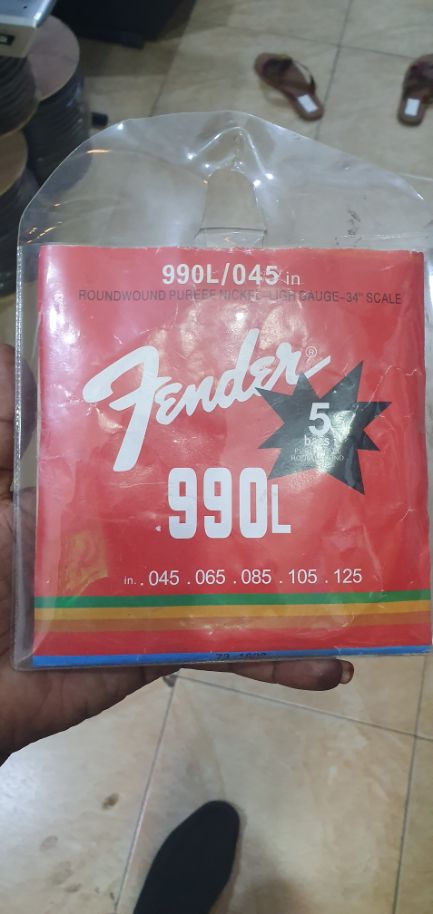 990L/045 in
ROUNDWOUND PUREFE NICKEL-LIGH GAUGE-34" SCALE
Fender®
5
bass
.990L
in. .045 .065 .085 .105 .125